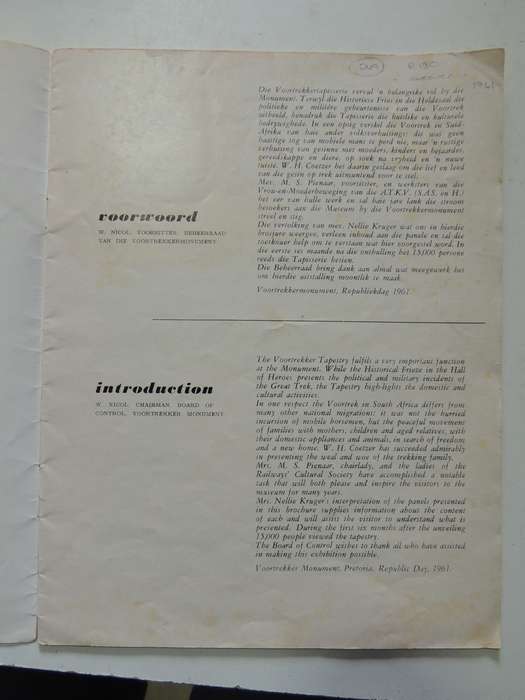 OVA
R 190
1961
Die Voortrekkertapisserie vervul 'n belangrike rol by die
Monument. Terwyl die Historiese Fries in die Heldesaal die
politieke en militêre gebeurtenisse van die Voortrek
uitbeeld, benadruk die Tapisserie die huislike en kulturele
bedrywighede. In een opsig verskil die Voortrek in Suid-
Afrika van baie ander volksverhuisings: dit was geen
haastige tog van mobiele mans te perd nie, maar 'n rustige
verhuising van gesinne met moeders, kinders en bejaardes,
gereedskappe en diere, op soek na vryheid en 'n nuwe
tuiste. W. H. Coetzer het daarin geslaag om die lief en leed
van die gesin op trek uitmuntend voor te stel.
Mev. M. S. Pienaar, voorsitster, en werksters van die
Vrou-en-Moederbeweging van die A.T.K.V. (S.A.S. en H.)
het eer van hulle werk en sal baie jare lank die stroom
besoekers aan die Museum by die Voortrekkermonument
streel en stig.
Die vertolking van mev. Nellie Kruger wat ons in hierdie
brosjure weergee, verleen inhoud aan die panele en sal die
toeskouer help om te verstaan wat hier voorgestel word. In
die eerste ses maande na die onthulling het 15,000 persone
reeds die Tapisserie besien.
Die Beheerraad bring dank aan almal wat meegewerk het
om hierdie uitstalling moontlik te maak.
Voortrekkermonument, Republiekdag 1961.
voorwoord
W. NICOL, VOORSITTER, BEHEERRAAD
VAN DIE VOORTREKKERMONUMENT
The Voortrekker Tapestry fulfils a very important function
at the Monument. While the Historical Frieze in the Hall
of Heroes presents the political and military incidents of
the Great Trek, the Tapestry high-lights the domestic and
cultural activities.
In one respect the Voortrek in South Africa differs from
many other national migrations: it was not the hurried
incursion of mobile horsemen, but the peaceful movement
of families with mothers, children and aged relatives, with
their domestic appliances and animals, in search of freedom
and a new home. W. H. Coetzer has succeeded admirably
in presenting the weal and woe of the trekking family.
Mrs. M. S. Pienaar, chairlady, and the ladies of the
Railways' Cultural Society have accomplished a notable
task that will both please and inspire the visitors to the
museum for many years.
Mrs. Nellie Kruger's interpretation of the panels presented
in this brochure supplies information about the content
of each and will assist the visitor to understand what is
presented. During the first six months after the unveiling
15,000 people viewed the tapestry.
The Board of Control wishes to thank all who have assisted
in making this exhibition possible.
Voortrekker Monument, Pretoria, Republic Day, 1961.
introduction
W. NICOL CHAIRMAN BOARD OF
CONTROL, VOORTREKKER MONUMENT